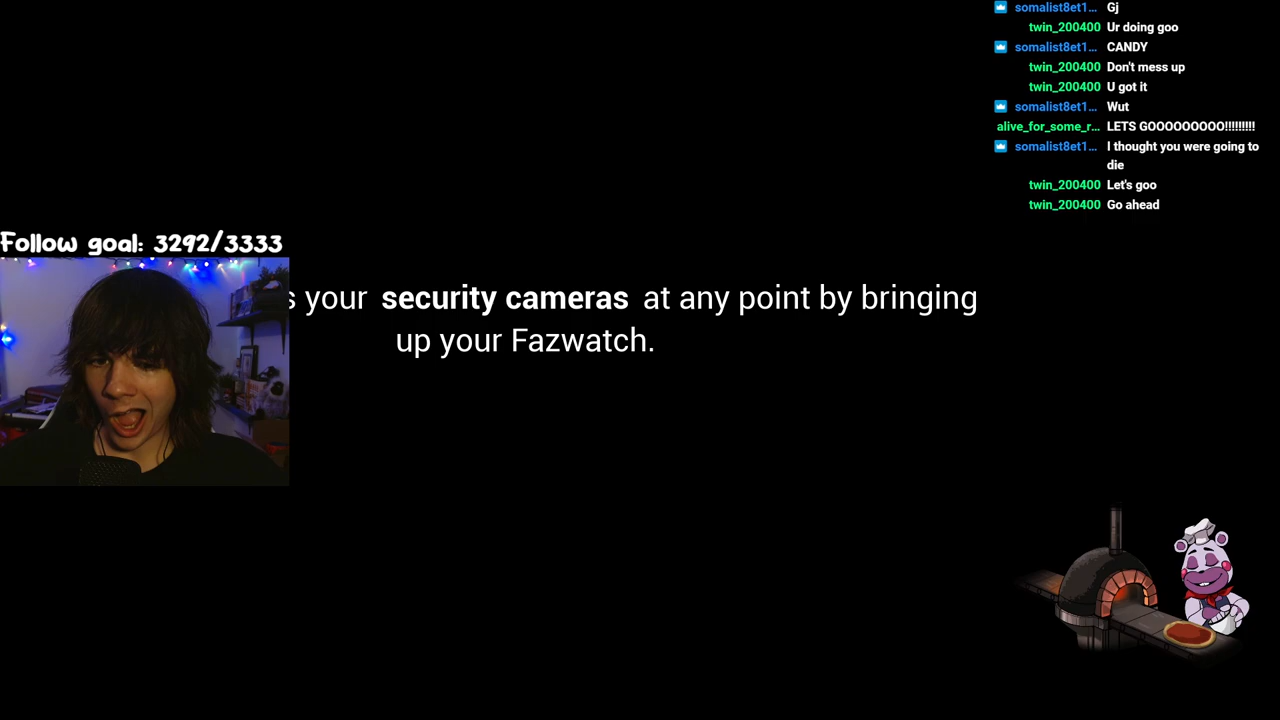 somalist8et1… Gj
twin_200400 Ur doing goo
somalist8et1… CANDY
twin_200400 Don't mess up
twin_200400 U got it
somalist8et1… Wut
alive_for_some_r… LETS GOOOOOOOOO!!!!!!!!!
somalist8et1… I thought you were going to
die
twin_200400 Let's goo
twin_200400 Go ahead
Follow goal: 3292/3333
s your security cameras at any point by bringing
up your Fazwatch.